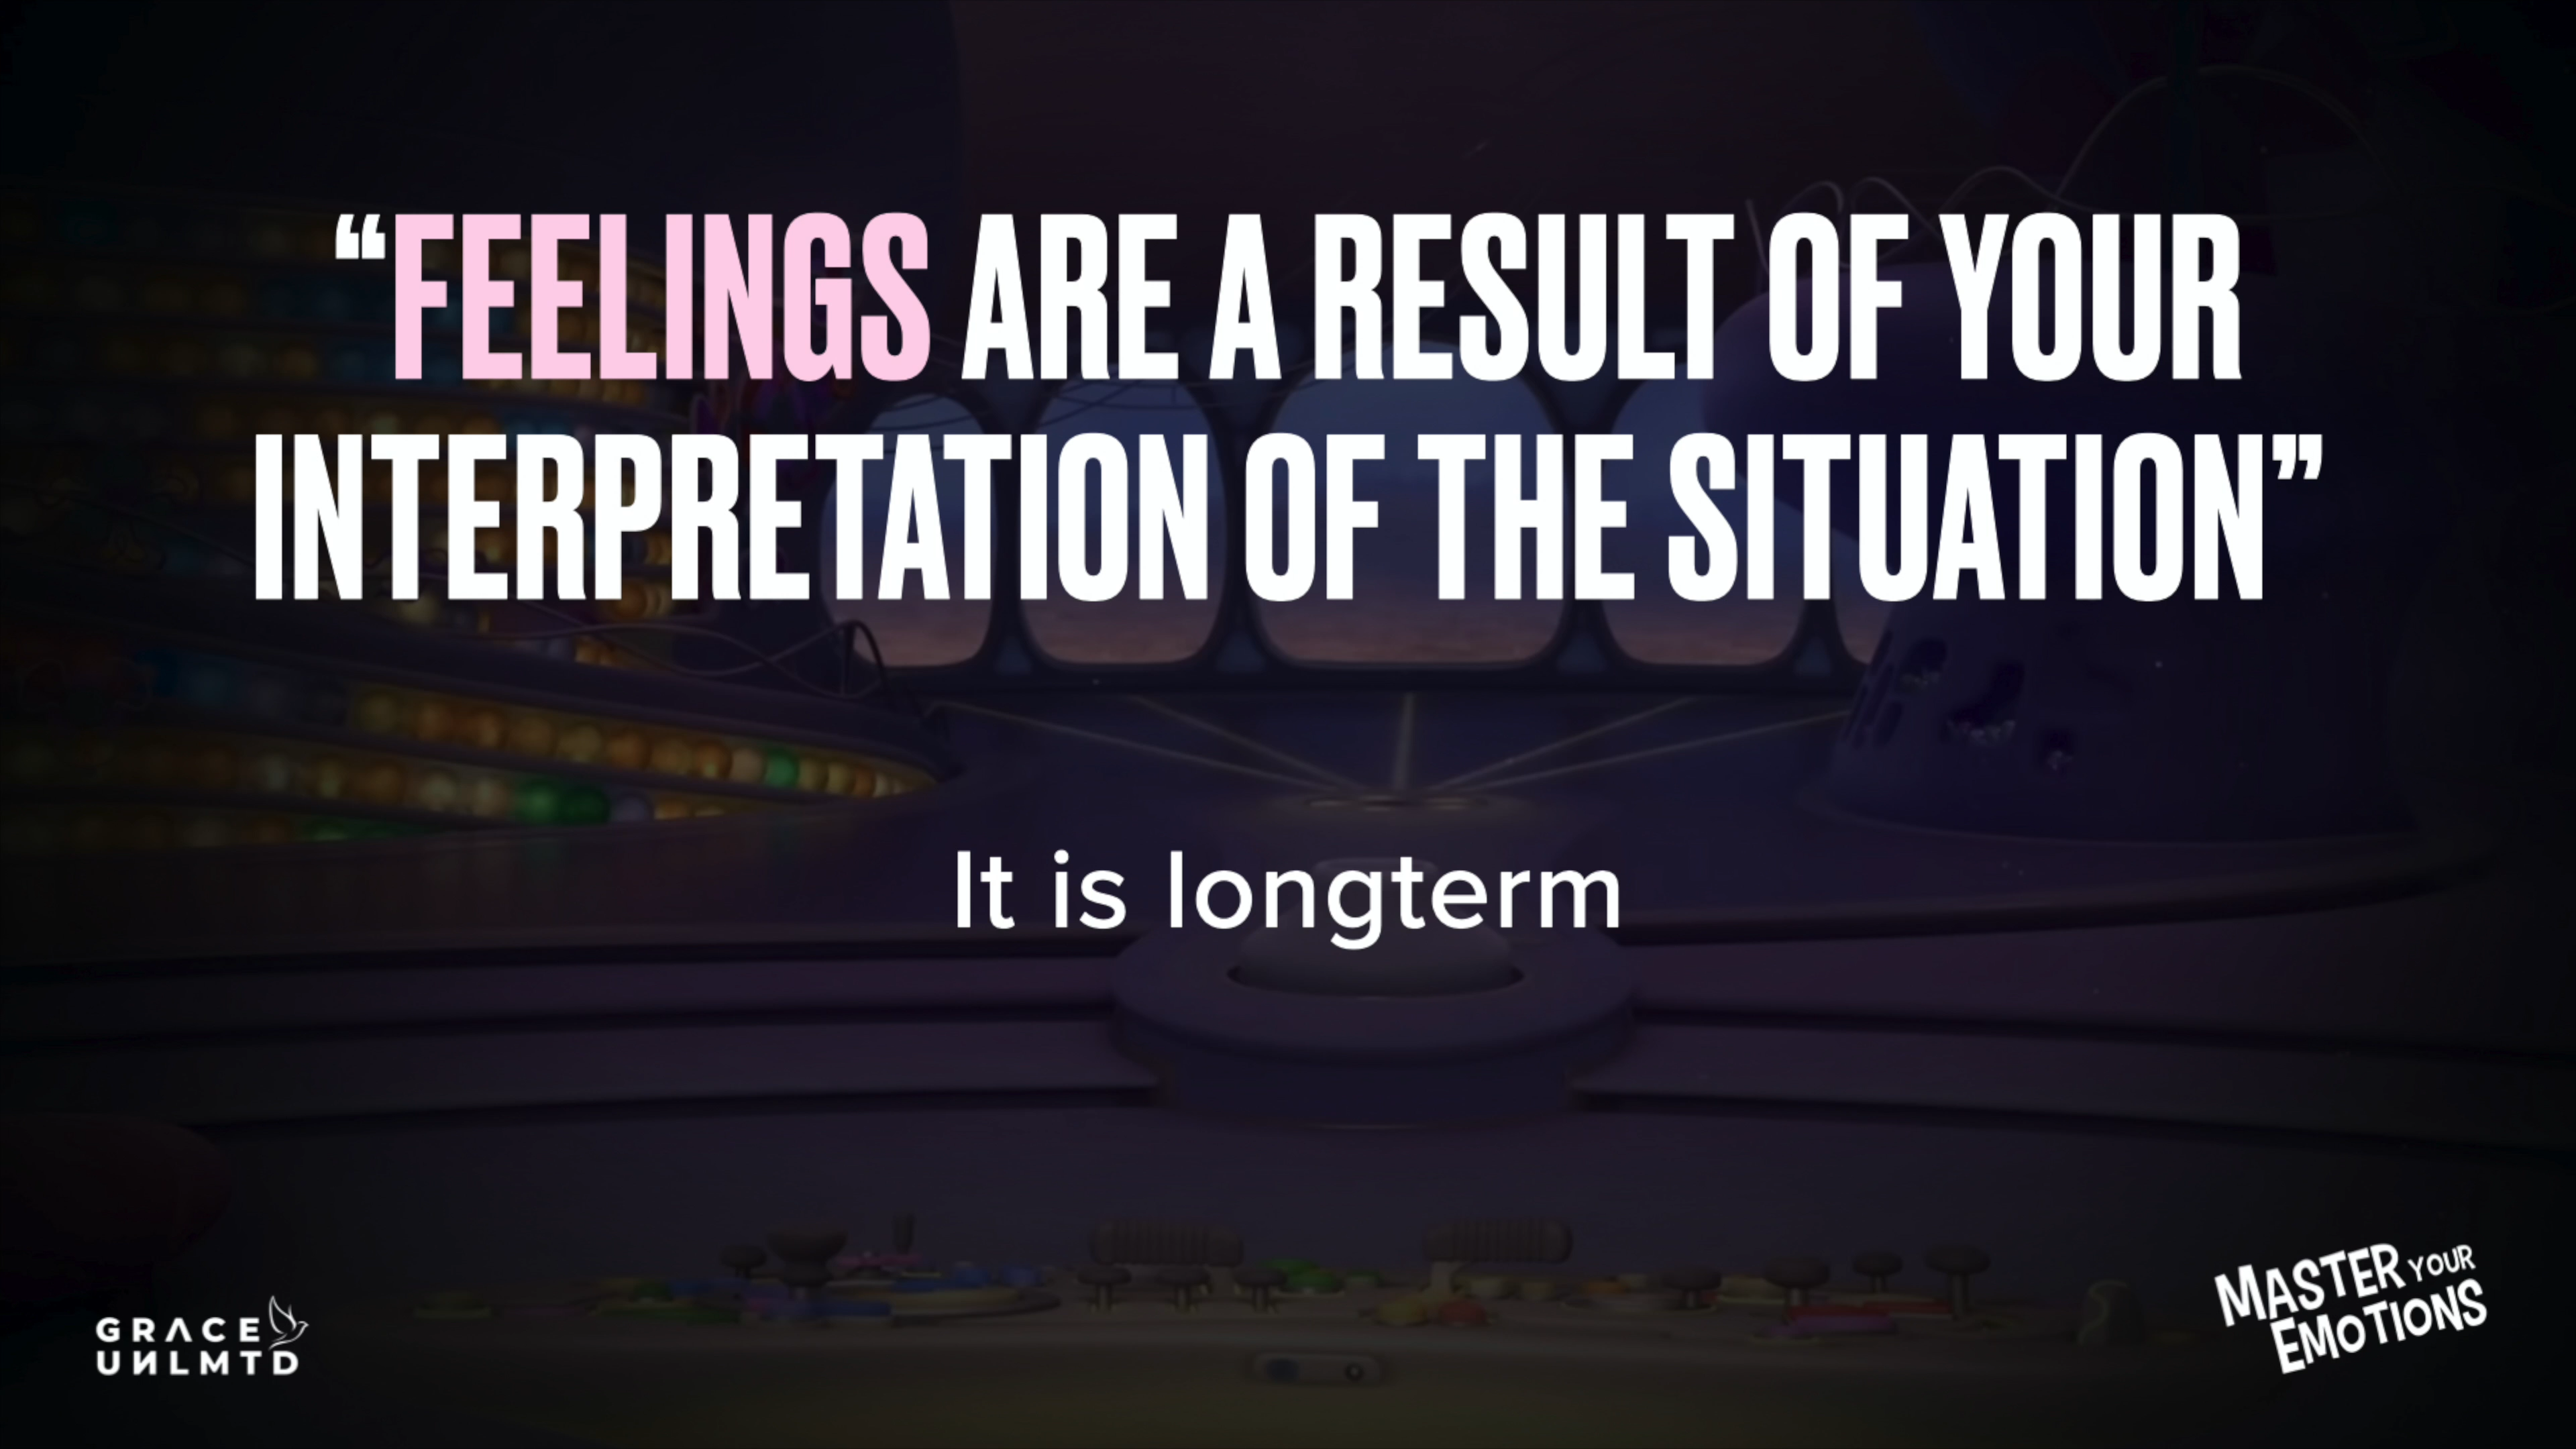 “FEELINGS ARE A RESULT OF YOUR
INTERPRETATION OF THE SITUATION”
It is longterm
GRACE
UNLMTD
MASTER YOUR
EMOTIONS